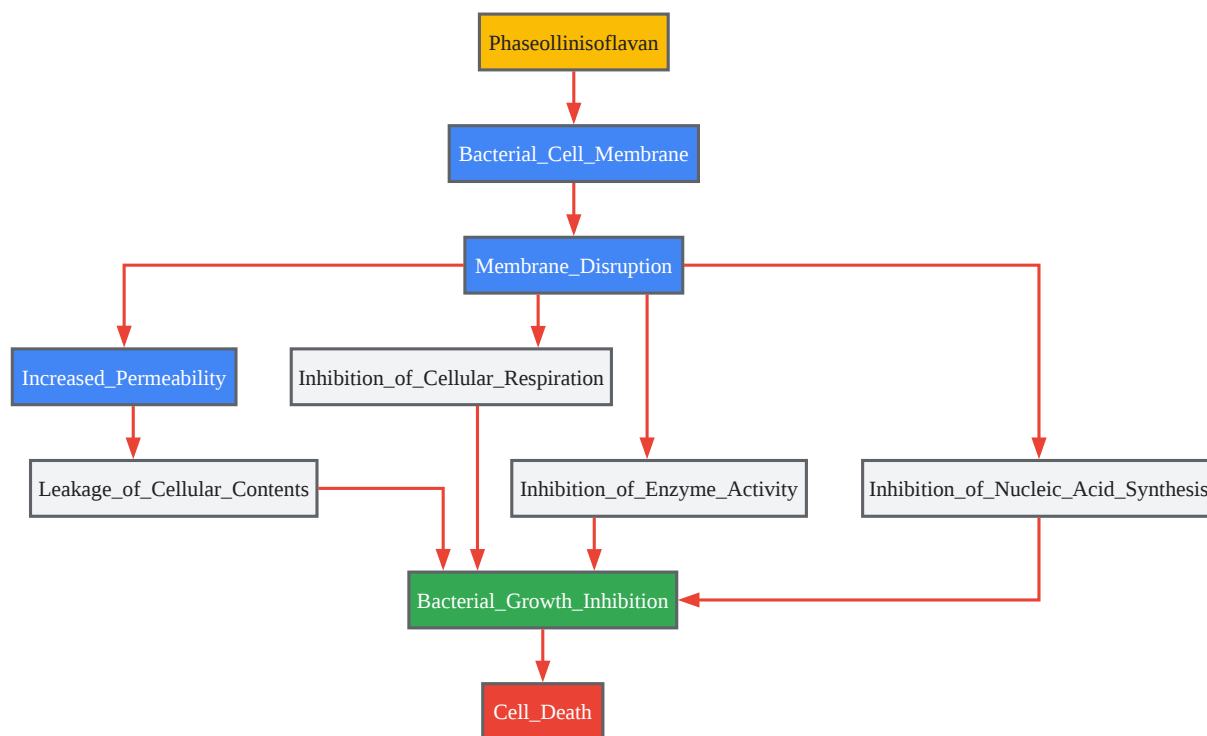 Phaseollinisoflavan
Bacterial_Cell_Membrane
Membrane_Disruption
Increased_Permeability
Inhibition_of_Cellular_Respiration
Leakage_of_Cellular_Contents
Inhibition_of_Enzyme_Activity
Inhibition_of_Nucleic_Acid_Synthesis
Bacterial_Growth_Inhibition
Cell_Death